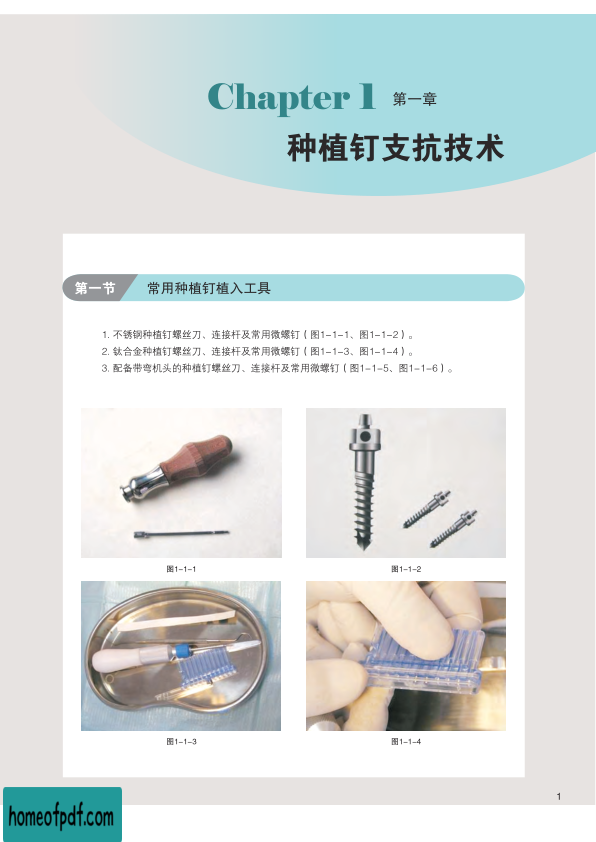 Chapter 1 第一章
种植钉支抗技术
第一节 常用种植钉植入工具
1. 不锈钢种植钉螺丝刀、连接杆及常用微螺钉（图1-1-1、图1-1-2）。
2. 钛合金种植钉螺丝刀、连接杆及常用微螺钉（图1-1-3、图1-1-4）。
3. 配备带弯机头的种植钉螺丝刀、连接杆及常用微螺钉（图1-1-5、图1-1-6）。
图1-1-1
图1-1-2
图1-1-3
图1-1-4
1
homeofpdf.com